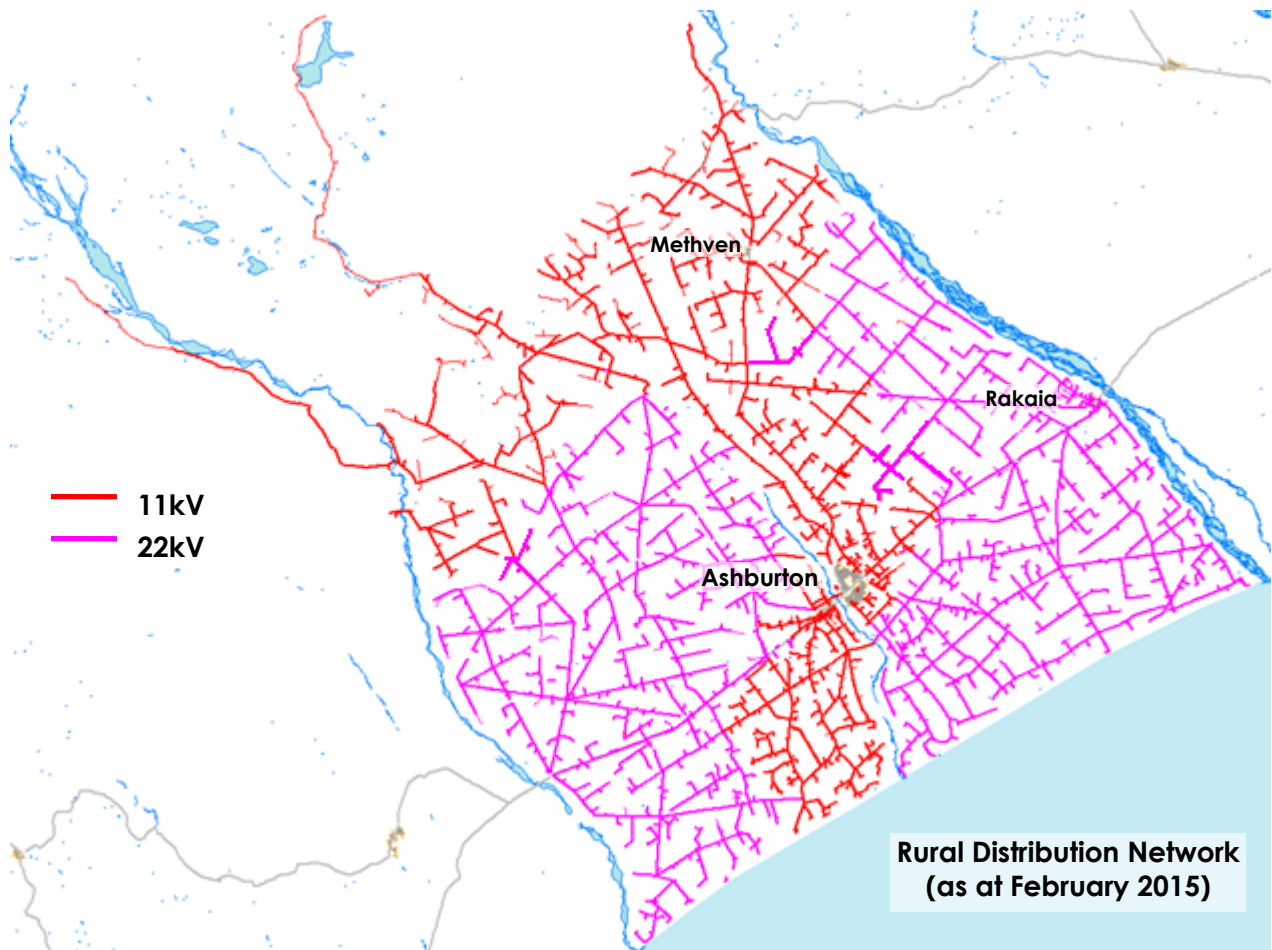 Methven
Rakaia
11kV
22kV
Ashburton
Rural Distribution Network
(as at February 2015)